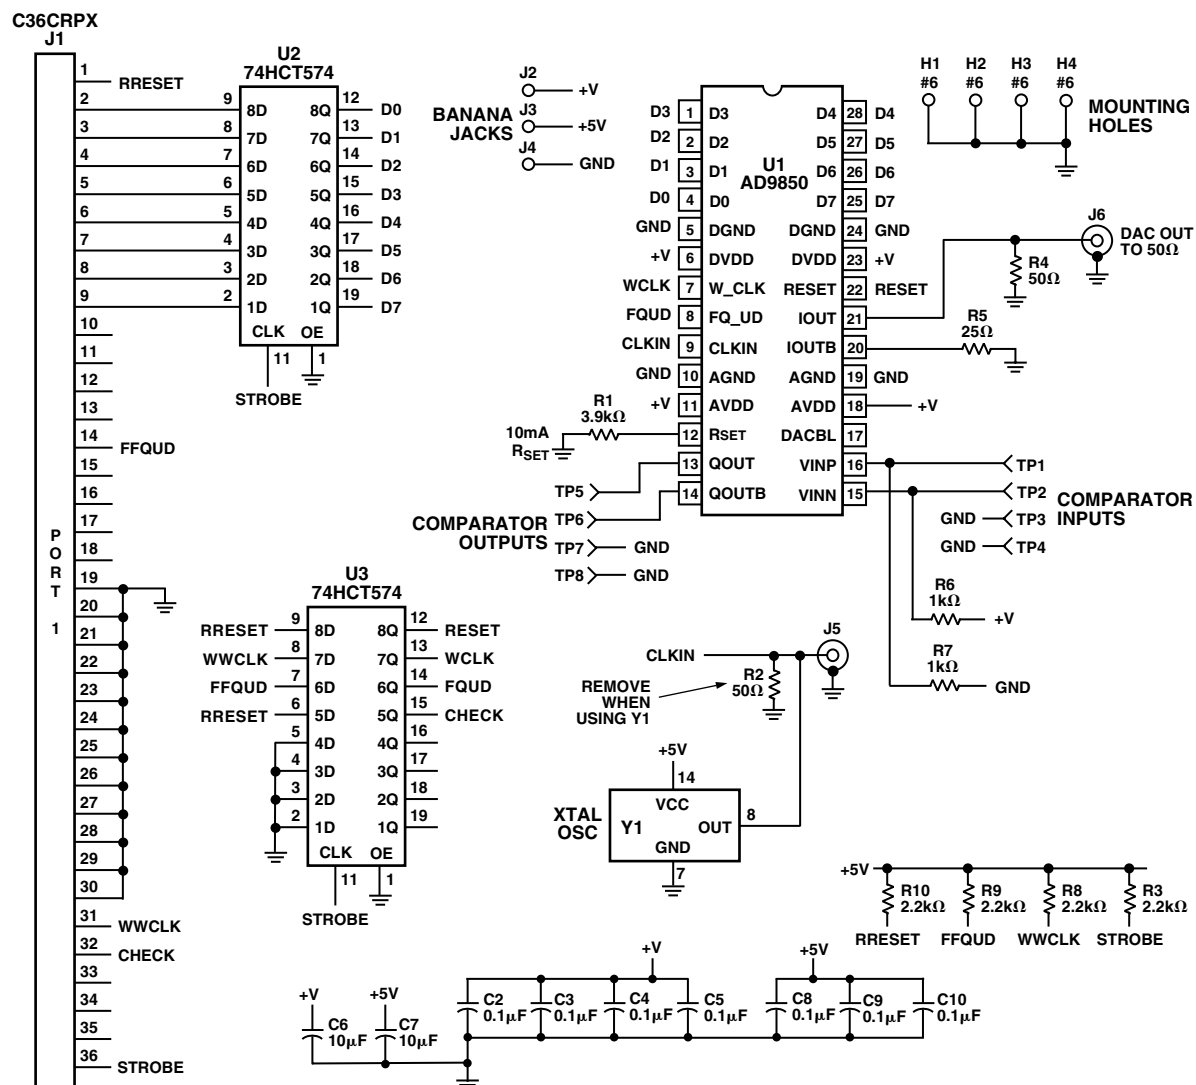 C36CRPX
J1
1 RRESET
2
3
4
5
6
7
8
9
10
11
12
13
14 FFQUD
15
16
17
18
19
20
21
22
23
24
25
26
27
28
29
30
31 WWCLK
32 CHECK
33
34
35
36 STROBE
PORT 1
U2
74HCT574
9 8D 8Q 12 D0
8 7D 7Q 13 D1
7 6D 6Q 14 D2
6 5D 5Q 15 D3
5 4D 4Q 16 D4
4 3D 3Q 17 D5
3 2D 2Q 18 D6
2 1D 1Q 19 D7
CLK OE
11 1
STROBE
BANANA
JACKS
J2 +V
J3 +5V
J4 GND
U1
AD9850
D3 1 D3 D4 28 D4
D2 2 D2 D5 27 D5
D1 3 D1 D6 26 D6
D0 4 D0 D7 25 D7
GND 5 DGND DGND 24 GND
+V 6 DVDD DVDD 23 +V
WCLK 7 W_CLK RESET 22 RESET
FQUD 8 FQ_UD IOUT 21
CLKIN 9 CLKIN IOUTB 20
GND 10 AGND AGND 19 GND
+V 11 AVDD AVDD 18 +V
12 RSET DACBL 17
13 QOUT VINP 16
14 QOUTB VINN 15
R1
3.9kΩ
10mA
RSET
TP5
TP6
TP7 GND
TP8 GND
COMPARATOR
OUTPUTS
H1 H2 H3 H4
#6 #6 #6 #6
MOUNTING
HOLES
J6
DAC OUT
TO 50Ω
R4
50Ω
R5
25Ω
TP1
TP2
GND TP3
GND TP4
COMPARATOR
INPUTS
R6
1kΩ
+V
R7
1kΩ
GND
U3
74HCT574
RRESET 9 8D 8Q 12 RESET
WWCLK 8 7D 7Q 13 WCLK
FFQUD 7 6D 6Q 14 FQUD
RRESET 6 5D 5Q 15 CHECK
5 4D 4Q 16
4 3D 3Q 17
3 2D 2Q 18
2 1D 1Q 19
CLK OE
11 1
STROBE
CLKIN
J5
R2
50Ω
REMOVE
WHEN
USING Y1
+5V
14
VCC
XTAL
OSC
Y1 OUT 8
GND
7
+5V
R10
2.2kΩ
R9
2.2kΩ
R8
2.2kΩ
R3
2.2kΩ
RRESET FFQUD WWCLK STROBE
+V +5V
C6
10µF
C7
10µF
+V
C2
0.1µF
C3
0.1µF
C4
0.1µF
C5
0.1µF
+5V
C8
0.1µF
C9
0.1µF
C10
0.1µF